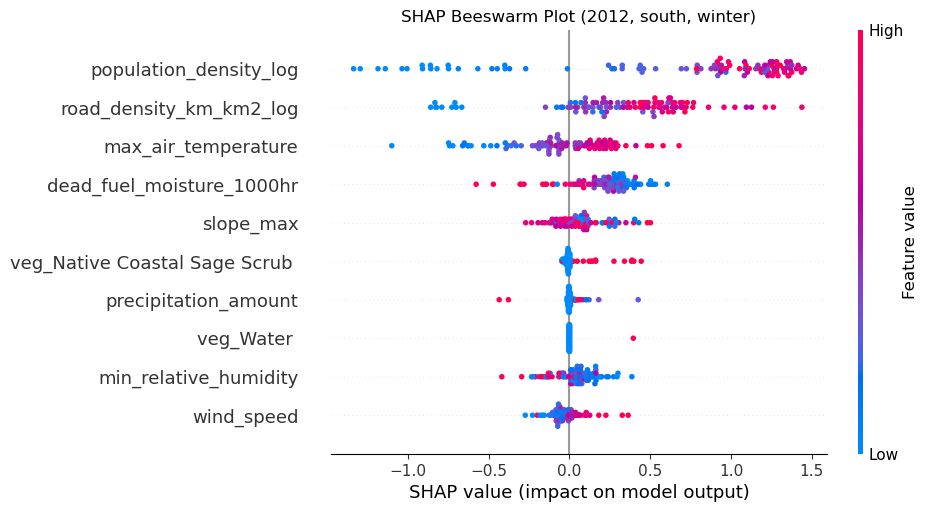 SHAP Beeswarm Plot (2012, south, winter)
High
population_density_log
road_density_km_km2_log
max_air_temperature
dead_fuel_moisture_1000hr
slope_max
veg_Native Coastal Sage Scrub
precipitation_amount
veg_Water
min_relative_humidity
wind_speed
Feature value
Low
−1.0 −0.5 0.0 0.5 1.0 1.5
SHAP value (impact on model output)